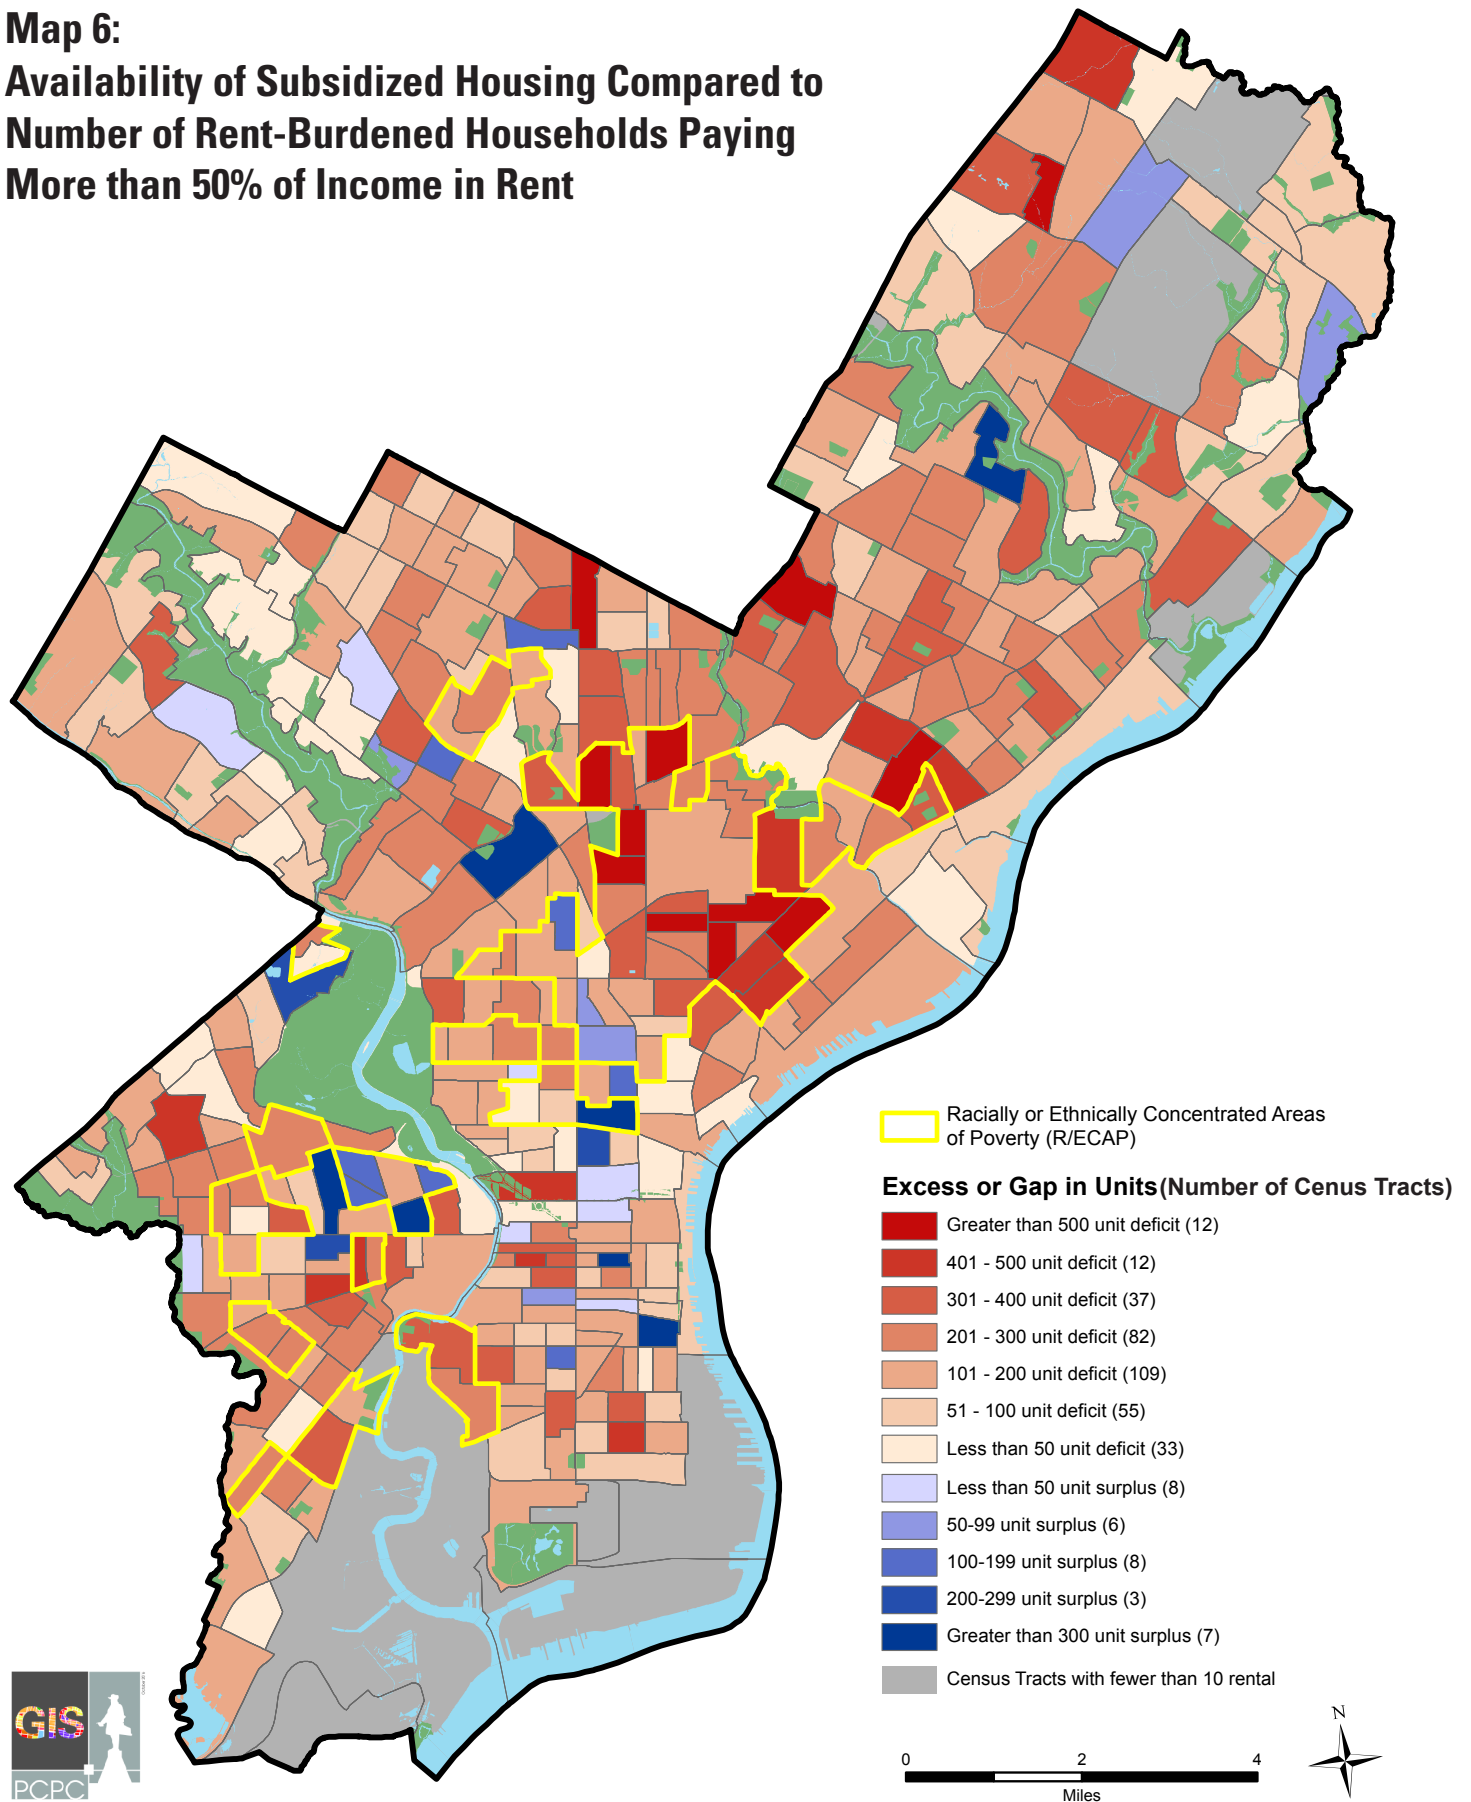 Map 6:
Availability of Subsidized Housing Compared to
Number of Rent-Burdened Households Paying
More than 50% of Income in Rent
Racially or Ethnically Concentrated Areas
of Poverty (R/ECAP)
Excess or Gap in Units(Number of Cenus Tracts)
Greater than 500 unit deficit (12)
401 - 500 unit deficit (12)
301 - 400 unit deficit (37)
201 - 300 unit deficit (82)
101 - 200 unit deficit (109)
51 - 100 unit deficit (55)
Less than 50 unit deficit (33)
Less than 50 unit surplus (8)
50-99 unit surplus (6)
100-199 unit surplus (8)
200-299 unit surplus (3)
Greater than 300 unit surplus (7)
Census Tracts with fewer than 10 rental
N
0 2 4
Miles
GIS
PCPC